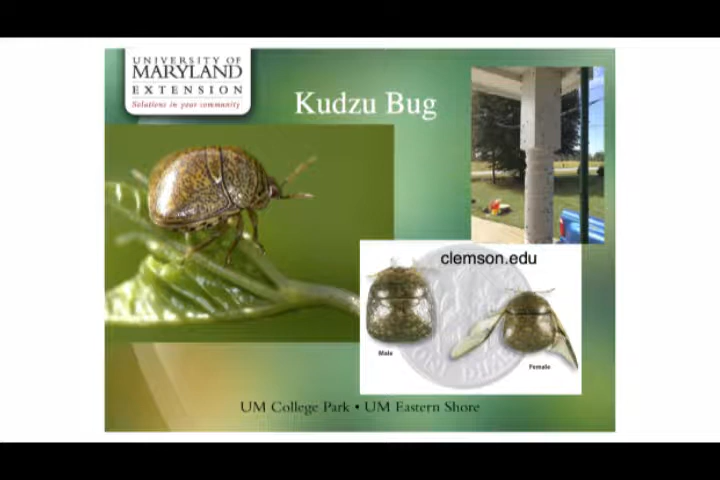 UNIVERSITY OF
MARYLAND
EXTENSION
Solutions in your community
Kudzu Bug
clemson.edu
Male
Female
UM College Park • UM Eastern Shore